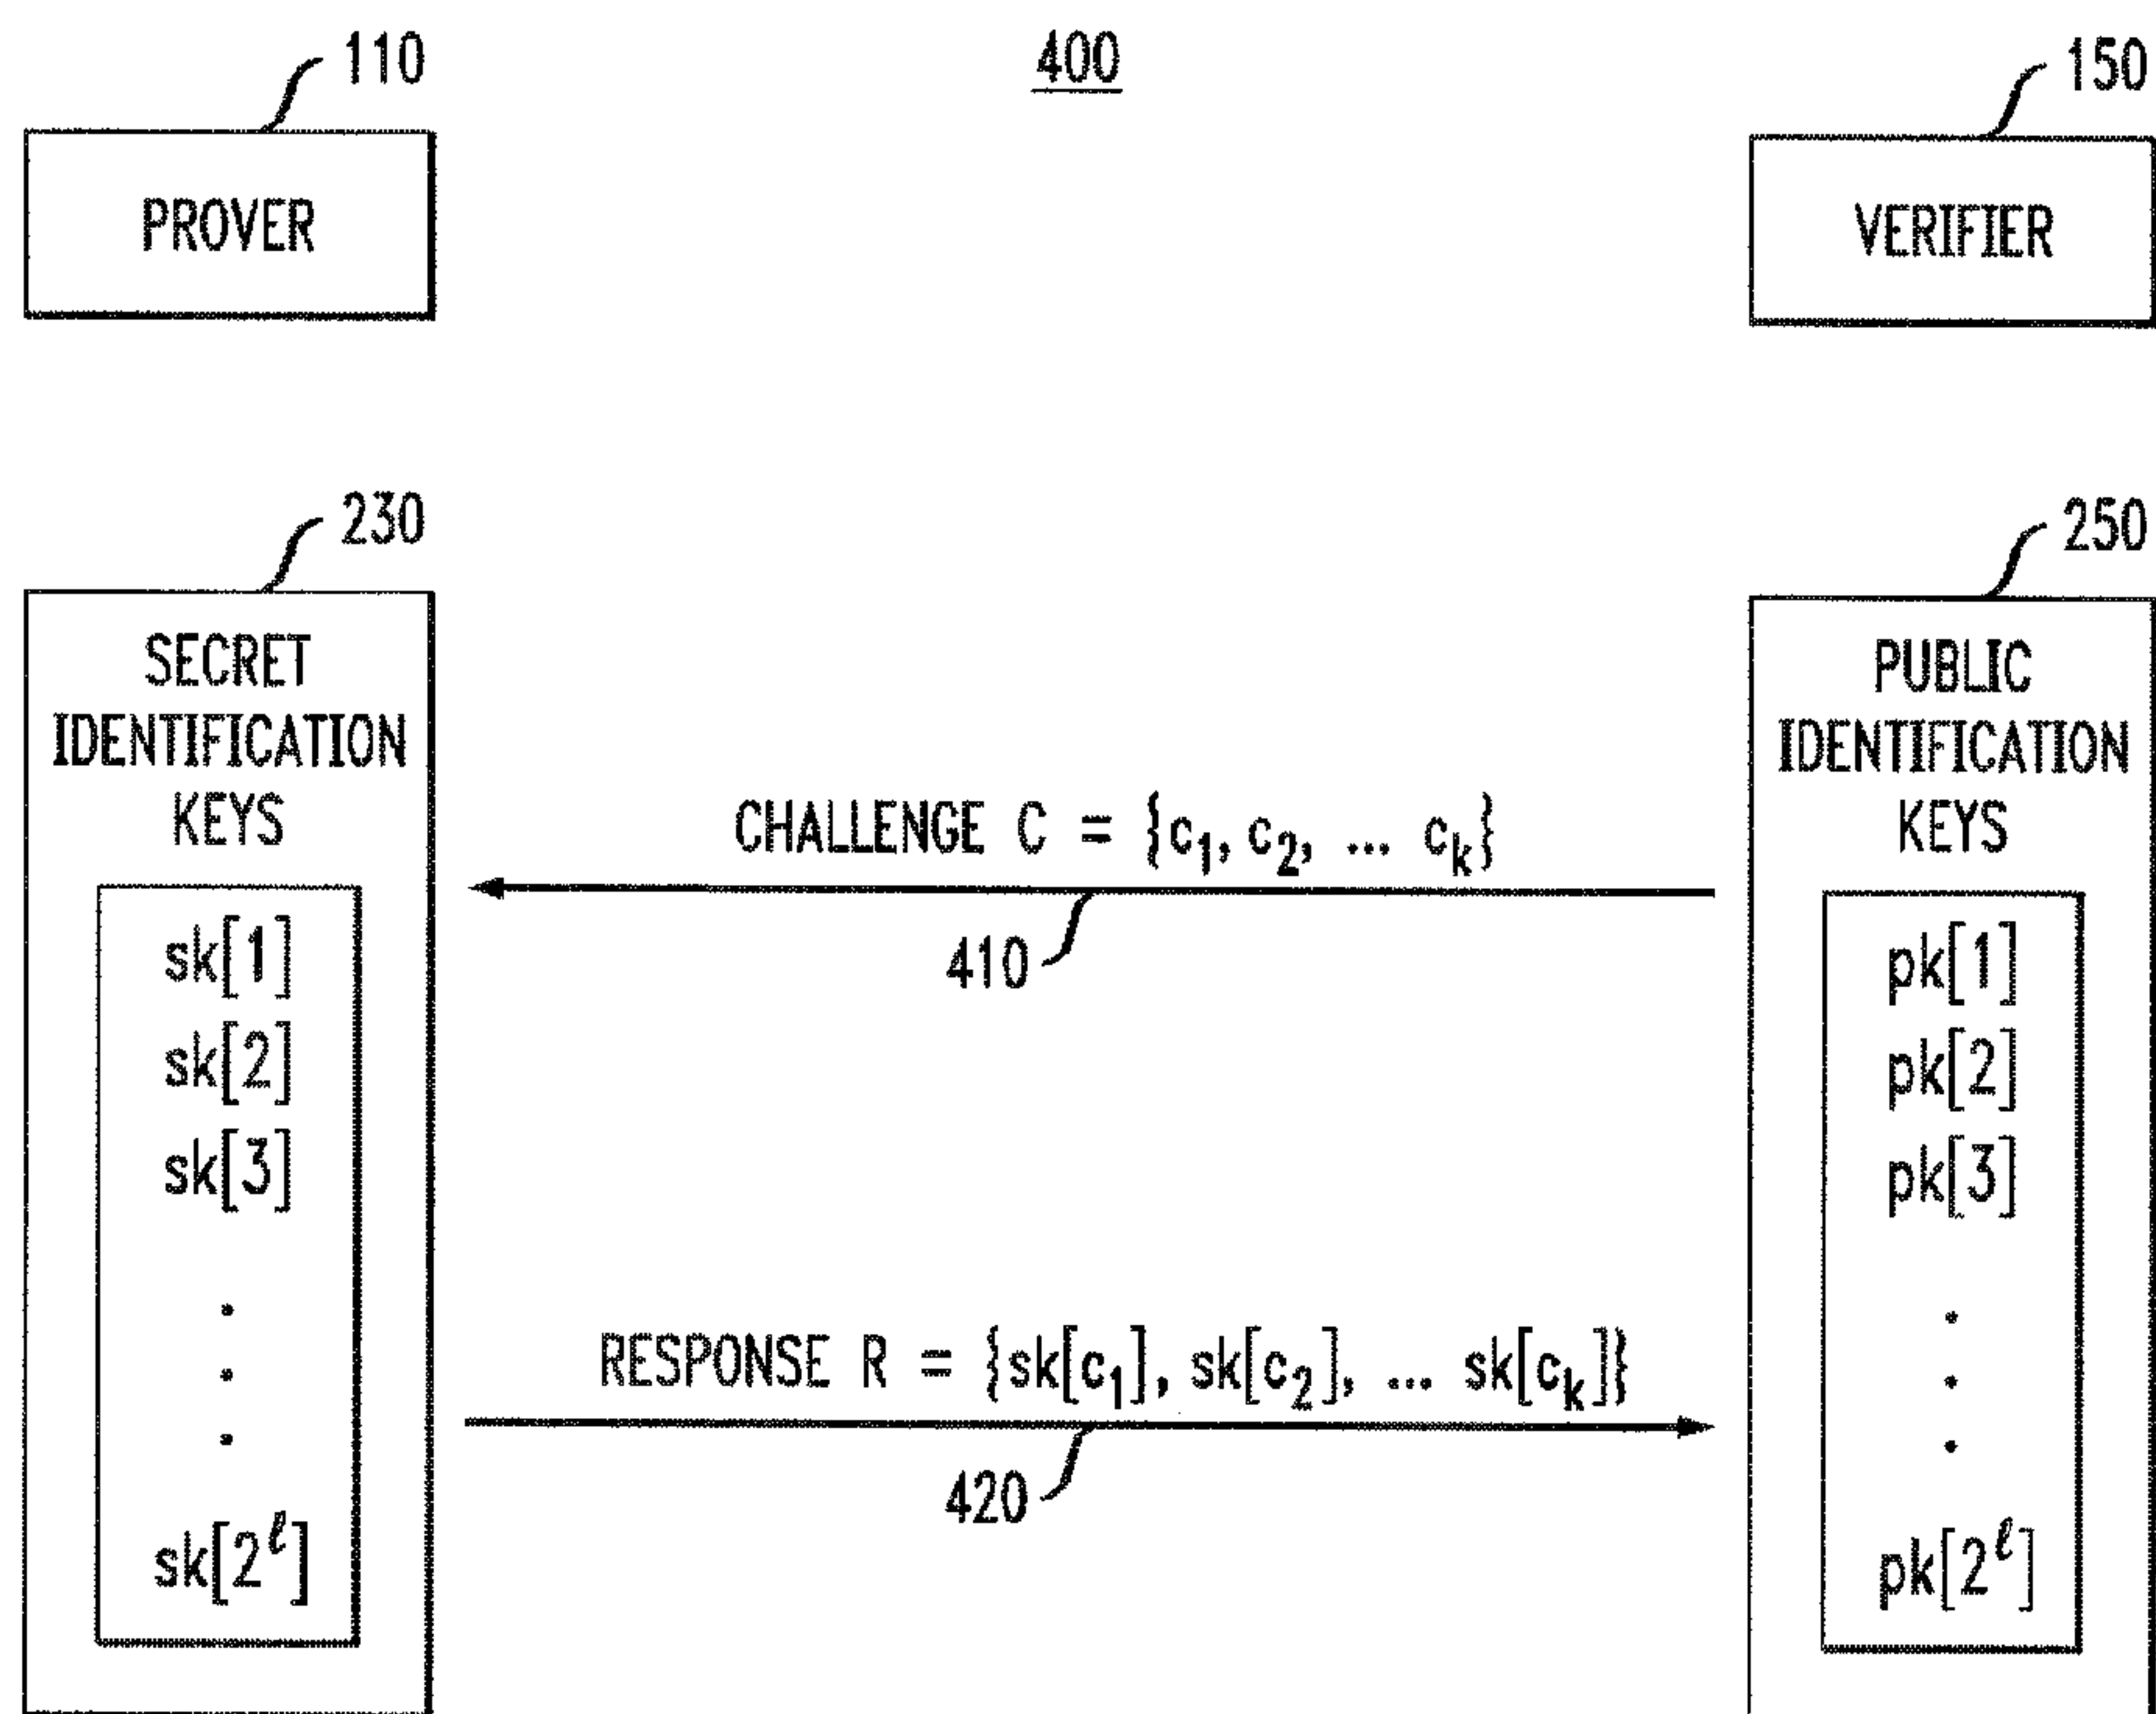 110
400
150
PROVER
VERIFIER
230
250
SECRET
IDENTIFICATION
KEYS
PUBLIC
IDENTIFICATION
KEYS
CHALLENGE C = {c₁, c₂, ... cₖ}
410
sk[1]
sk[2]
sk[3]
.
.
.
sk[2^ℓ]
pk[1]
pk[2]
pk[3]
.
.
.
pk[2^ℓ]
RESPONSE R = {sk[c₁], sk[c₂], ... sk[cₖ]}
420